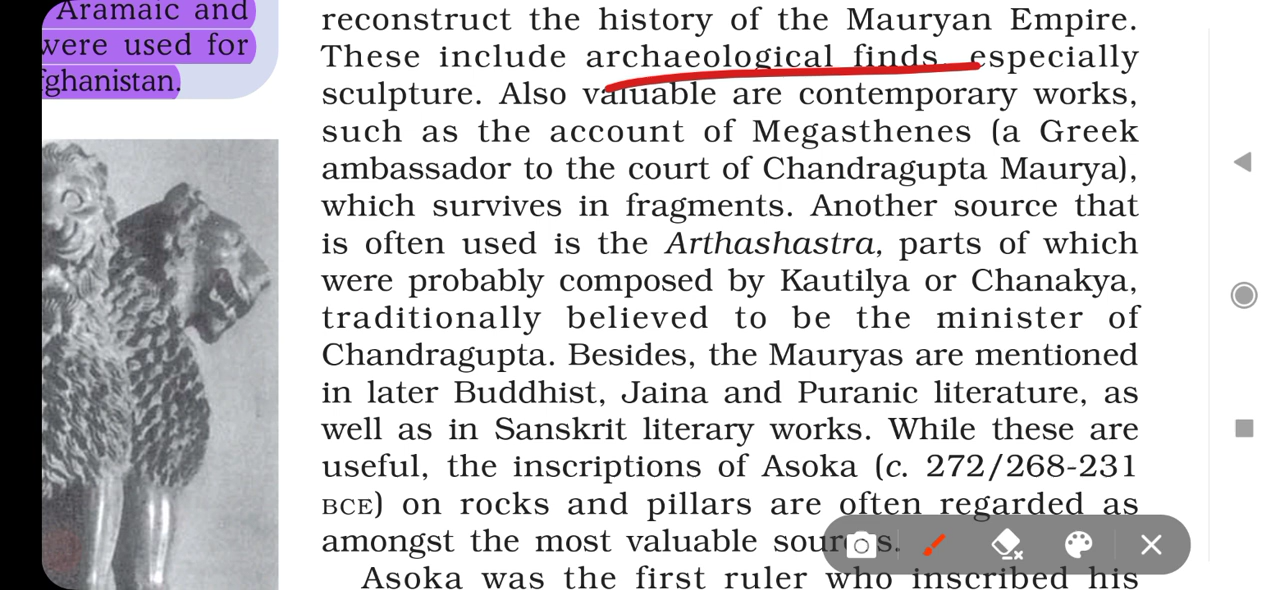 Aramaic and
were used for
fghanistan.
reconstruct the history of the Mauryan Empire.
These include archaeological finds, especially
sculpture. Also valuable are contemporary works,
such as the account of Megasthenes (a Greek
ambassador to the court of Chandragupta Maurya),
which survives in fragments. Another source that
is often used is the Arthashastra, parts of which
were probably composed by Kautilya or Chanakya,
traditionally believed to be the minister of
Chandragupta. Besides, the Mauryas are mentioned
in later Buddhist, Jaina and Puranic literature, as
well as in Sanskrit literary works. While these are
useful, the inscriptions of Asoka (c. 272/268-231
BCE) on rocks and pillars are often regarded as
amongst the most valuable sources.
Asoka was the first ruler who inscribed his